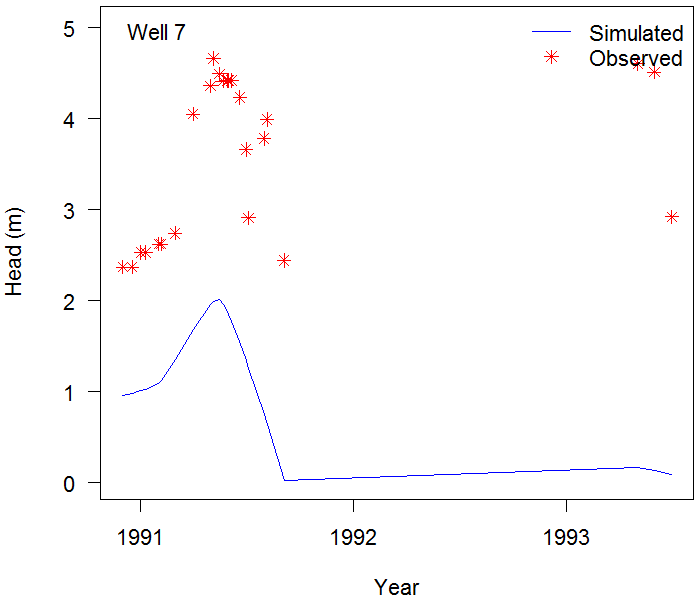 Well 7
Simulated
Observed
5
4
3
2
1
0
Head (m)
1991 1992 1993
Year